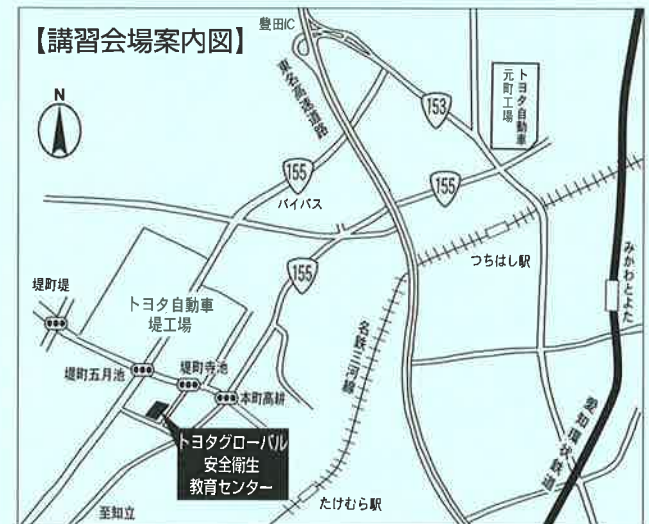 【講習会場案内図】
豊田IC
N
東名高速道路
153
トヨタ自動車
元町工場
155
バイパス
155
つちはし駅
みかわとよた
155
堤町堤
トヨタ自動車
堤工場
名鉄三河線
堤町五月池
堤町寺池
本町高耕
愛知環状鉄道
トヨタグローバル
安全衛生
教育センター
たけむら駅
至知立